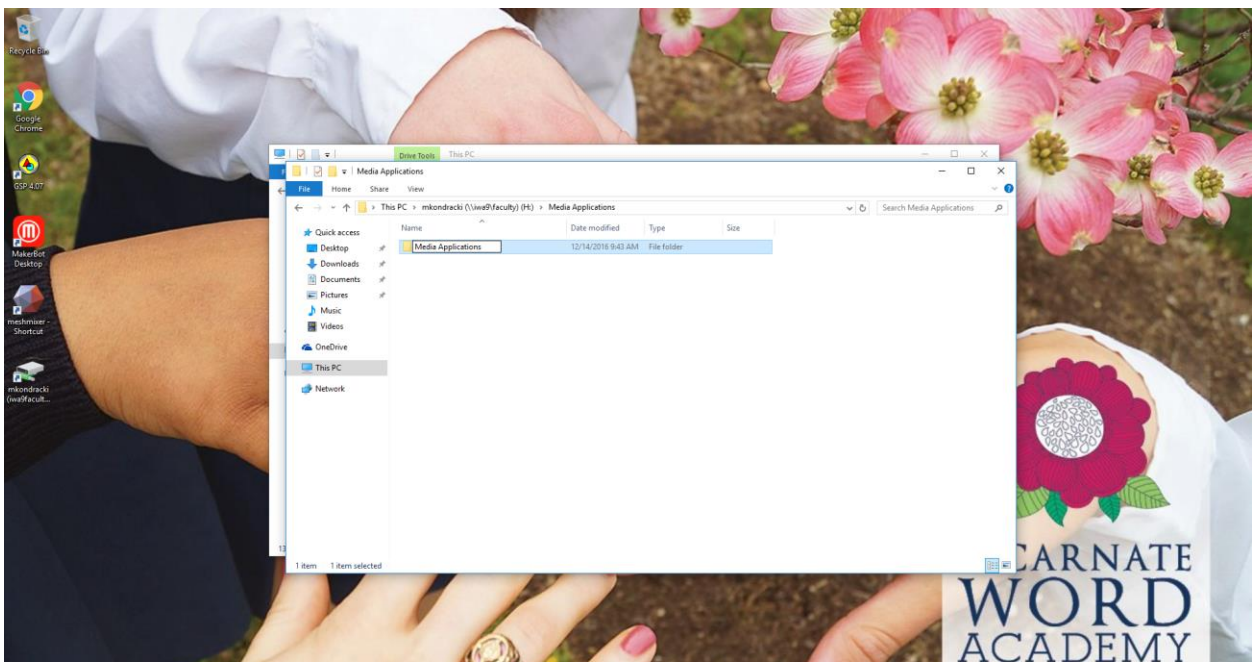 Recycle Bin
Google
Chrome
GSP 4.07
MakerBot
Desktop
meshmixer -
Shortcut
mkondracki
(iwa9facult...
Drive Tools This PC
Media Applications
File Home Share View
This PC > mkondracki (\\iwa9\faculty) (H:) > Media Applications
Search Media Applications
Name Date modified Type Size
Media Applications 12/14/2016 9:43 AM File folder
Quick access
Desktop
Downloads
Documents
Pictures
Music
Videos
OneDrive
This PC
Network
13
1 item 1 item selected
CARNATE
WORD
ACADEMY